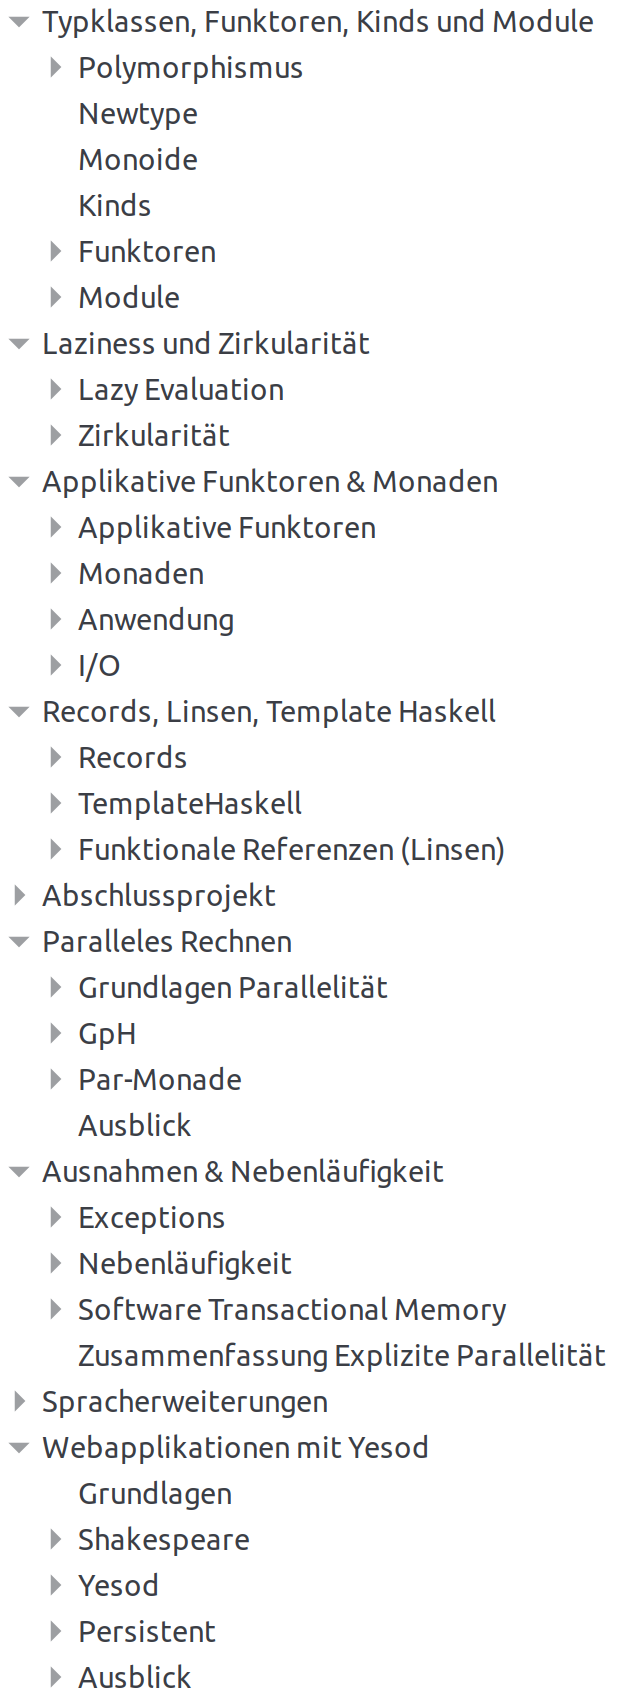 Typklassen, Funktoren, Kinds und Module
Polymorphismus
Newtype
Monoide
Kinds
Funktoren
Module
Laziness und Zirkularität
Lazy Evaluation
Zirkularität
Applikative Funktoren & Monaden
Applikative Funktoren
Monaden
Anwendung
I/O
Records, Linsen, Template Haskell
Records
TemplateHaskell
Funktionale Referenzen (Linsen)
Abschlussprojekt
Paralleles Rechnen
Grundlagen Parallelität
GpH
Par-Monade
Ausblick
Ausnahmen & Nebenläufigkeit
Exceptions
Nebenläufigkeit
Software Transactional Memory
Zusammenfassung Explizite Parallelität
Spracherweiterungen
Webapplikationen mit Yesod
Grundlagen
Shakespeare
Yesod
Persistent
Ausblick